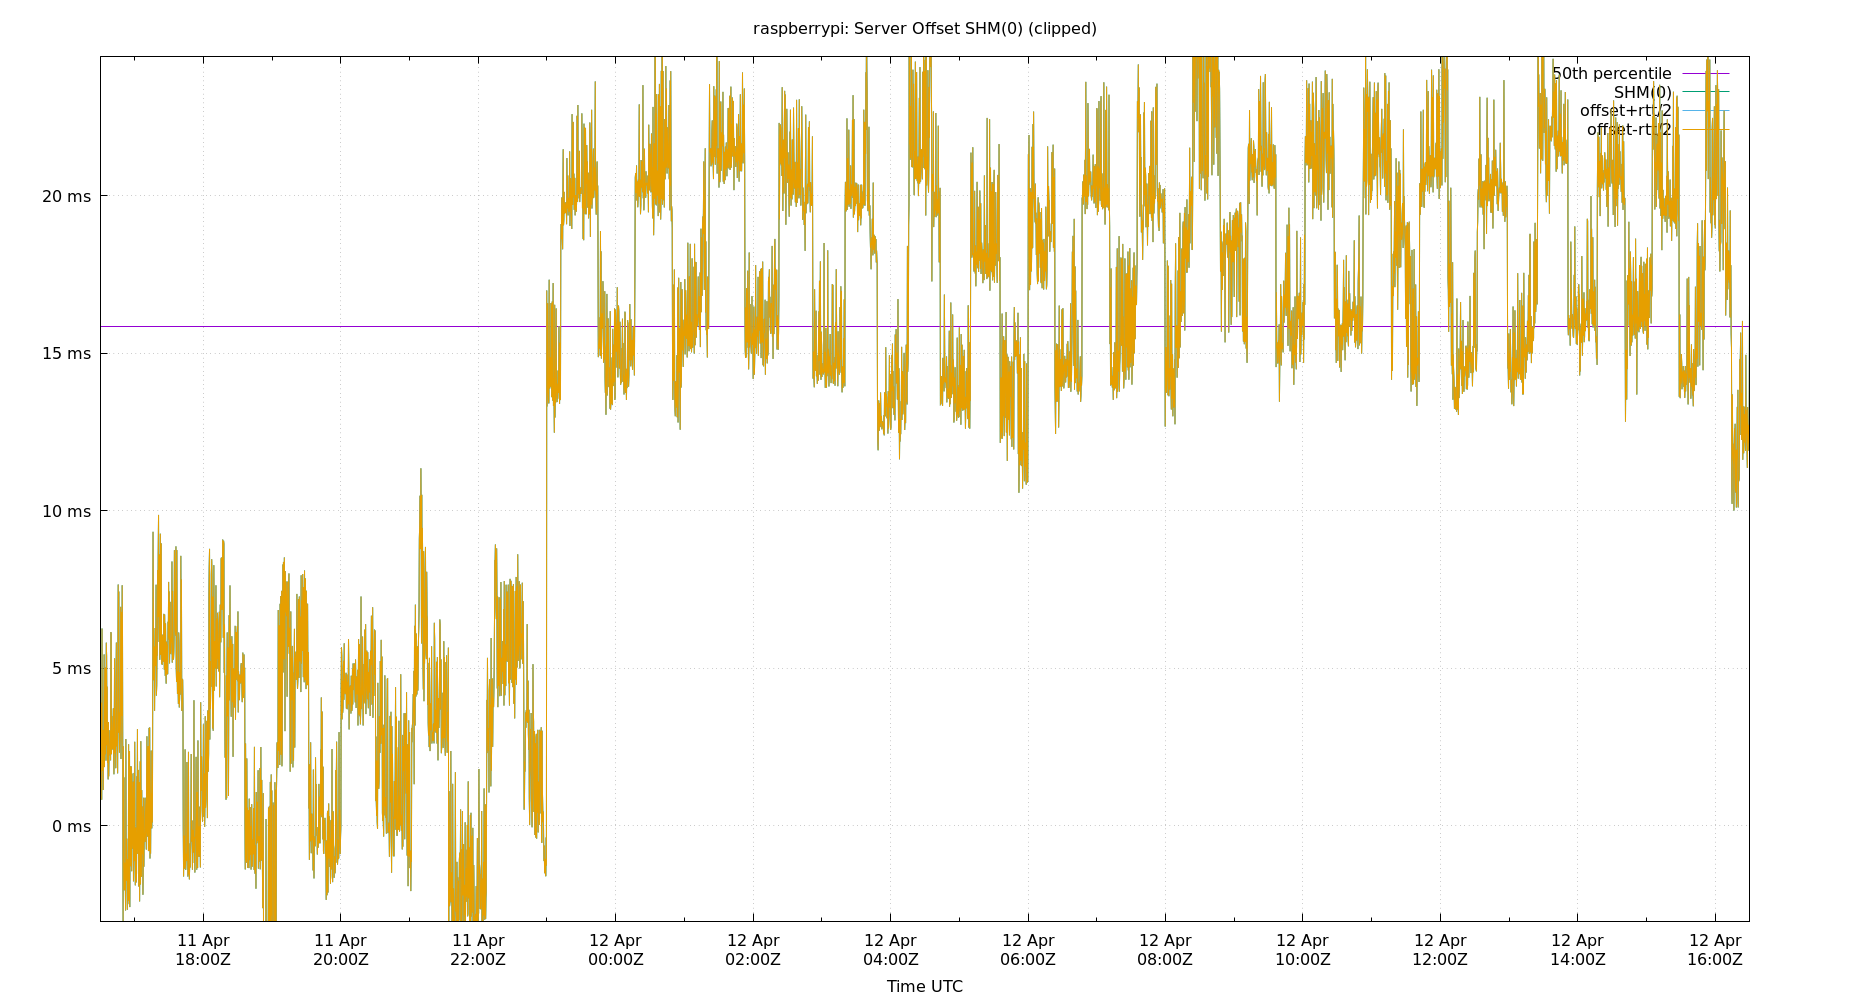 raspberrypi: Server Offset SHM(0) (clipped)
50th percentile
SHM(0)
offset+rtt/2
offset-rtt/2
20 ms
15 ms
10 ms
5 ms
0 ms
11 Apr 11 Apr 11 Apr 12 Apr 12 Apr 12 Apr 12 Apr 12 Apr 12 Apr 12 Apr 12 Apr 12 Apr
18:00Z 20:00Z 22:00Z 00:00Z 02:00Z 04:00Z 06:00Z 08:00Z 10:00Z 12:00Z 14:00Z 16:00Z
Time UTC